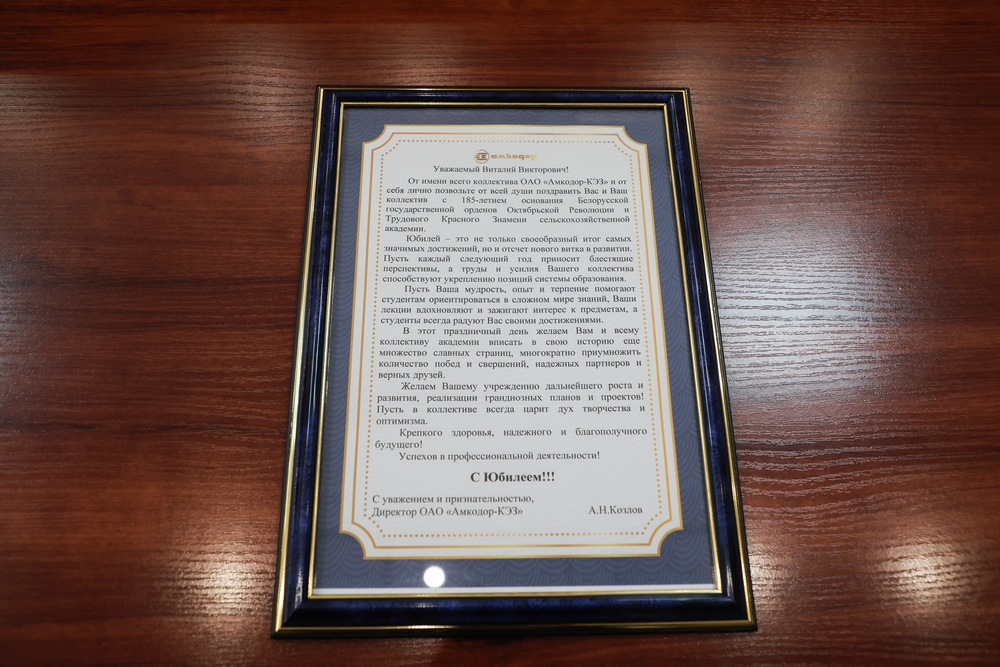 амкодор
Уважаемый Виталий Викторович!
От имени всего коллектива ОАО «Амкодор-КЭЗ» и от
себя лично позвольте от всей души поздравить Вас и Ваш
коллектив с 185-летием основания Белорусской
государственной орденов Октябрьской Революции и
Трудового Красного Знамени сельскохозяйственной
академии.
Юбилей – это не только своеобразный итог самых
значимых достижений, но и отсчет нового витка в развитии.
Пусть каждый следующий год приносит блестящие
перспективы, а труды и усилия Вашего коллектива
способствуют укреплению позиций системы образования.
Пусть Ваша мудрость, опыт и терпение помогают
студентам ориентироваться в сложном мире знаний, Ваши
лекции вдохновляют и зажигают интерес к предметам, а
студенты всегда радуют Вас своими достижениями.
В этот праздничный день желаем Вам и всему
коллективу академии вписать в свою историю еще
множество славных страниц, многократно приумножить
количество побед и свершений, надежных партнеров и
верных друзей.
Желаем Вашему учреждению дальнейшего роста и
развития, реализации грандиозных планов и проектов!
Пусть в коллективе всегда царит дух творчества и
оптимизма.
Крепкого здоровья, надежного и благополучного
будущего!
Успехов в профессиональной деятельности!
С Юбилеем!!!
С уважением и признательностью,
Директор ОАО «Амкодор-КЭЗ» А.Н.Козлов